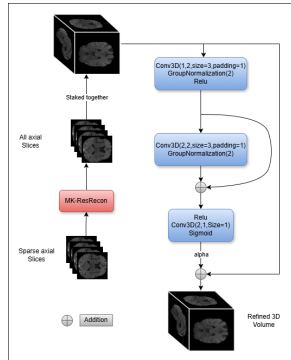 Conv3D(1,2,size=3,padding=1)
GroupNormalization(2)
Relu
Staked together
All axial
Slices
Conv3D(2,2,size=3,padding=1)
GroupNormalization(2)
MK-ResRecon
Relu
Conv3D(2,1,Size=1)
Sigmoid
Sparse axial
Slices
alpha
Refined 3D
Volume
Addition